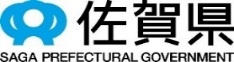 佐賀県
SAGA PREFECTURAL GOVERNMENT